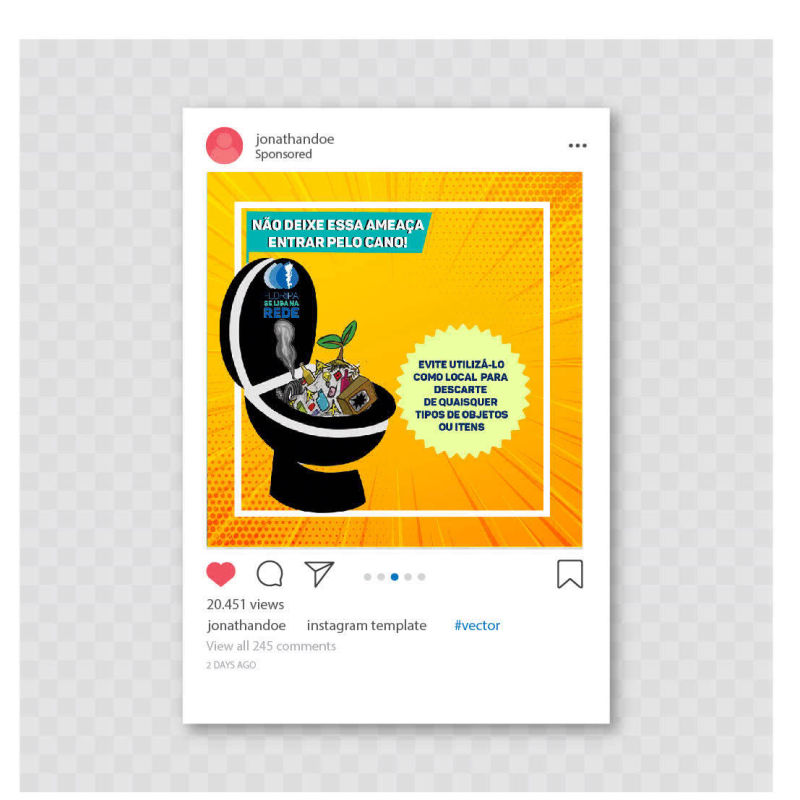 jonathandoe
Sponsored
NÃO DEIXE ESSA AMEAÇA
ENTRAR PELO CANO!
FLORIPA
SE LIGA NA
REDE
EVITE UTILIZÁ-LO
COMO LOCAL PARA
DESCARTE
DE QUAISQUER
TIPOS DE OBJETOS
OU ITENS
20.451 views
jonathandoe instagram template #vector
View all 245 comments
2 DAYS AGO